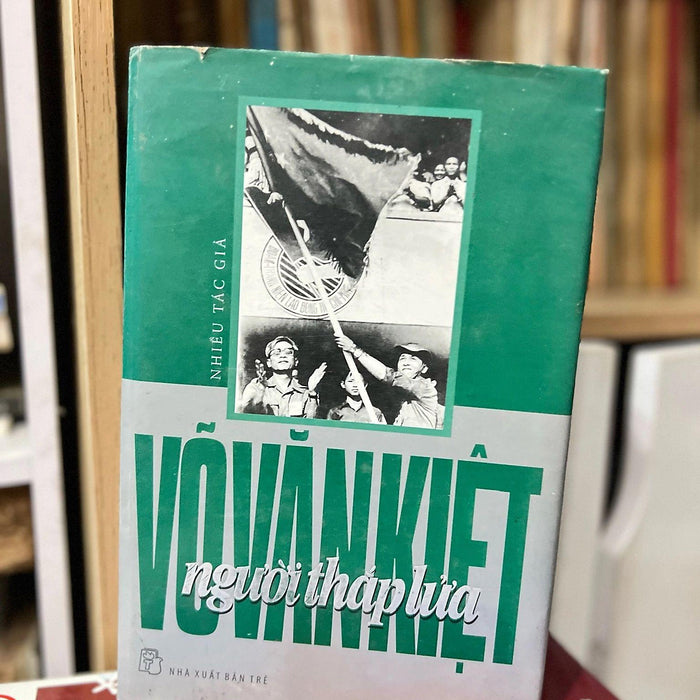 NHIỀU TÁC GIẢ
VÕ VĂN KIỆT
người thắp lửa
NHÀ XUẤT BẢN TRẺ